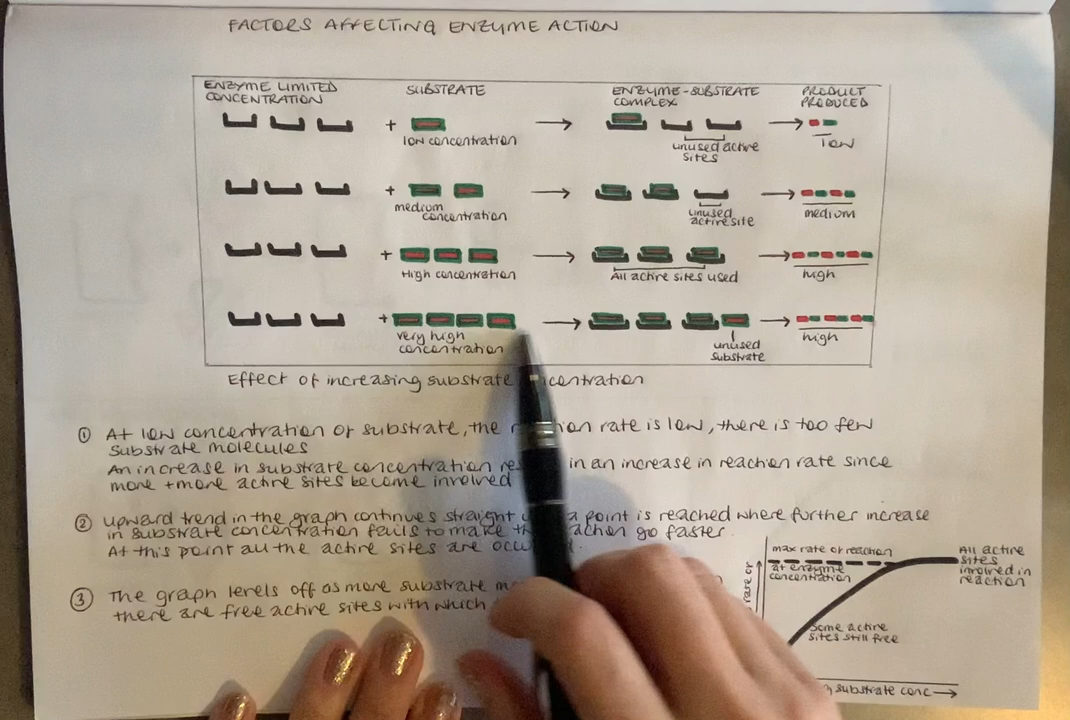 FACTORS AFFECTING ENZYME ACTION
ENZYME LIMITED
CONCENTRATION
SUBSTRATE
ENZYME-SUBSTRATE
COMPLEX
PRODUCT
PRODUCED
+
low concentration
unused active
sites
low
+
medium
concentration
unused
active site
medium
+
High concentration
All active sites used
high
+
very high
concentration
unused
substrate
high
Effect of increasing substrate
① At low concentration of substrate, the rate is low, there is too few
substrate molecules
An increase in substrate concentration in an increase in reaction rate since
more + more active sites become involved
② Upward trend in the graph continues straight a point is reached where further increase
in substrate concentration fails to make go faster.
At this point all the active sites are
③ The graph levels off as more substrate
there are free active sites with which
max rate of reaction
at enzyme
concentration
All active
sites
involved in
reaction
rate of
Some active
sites still free
substrate conc